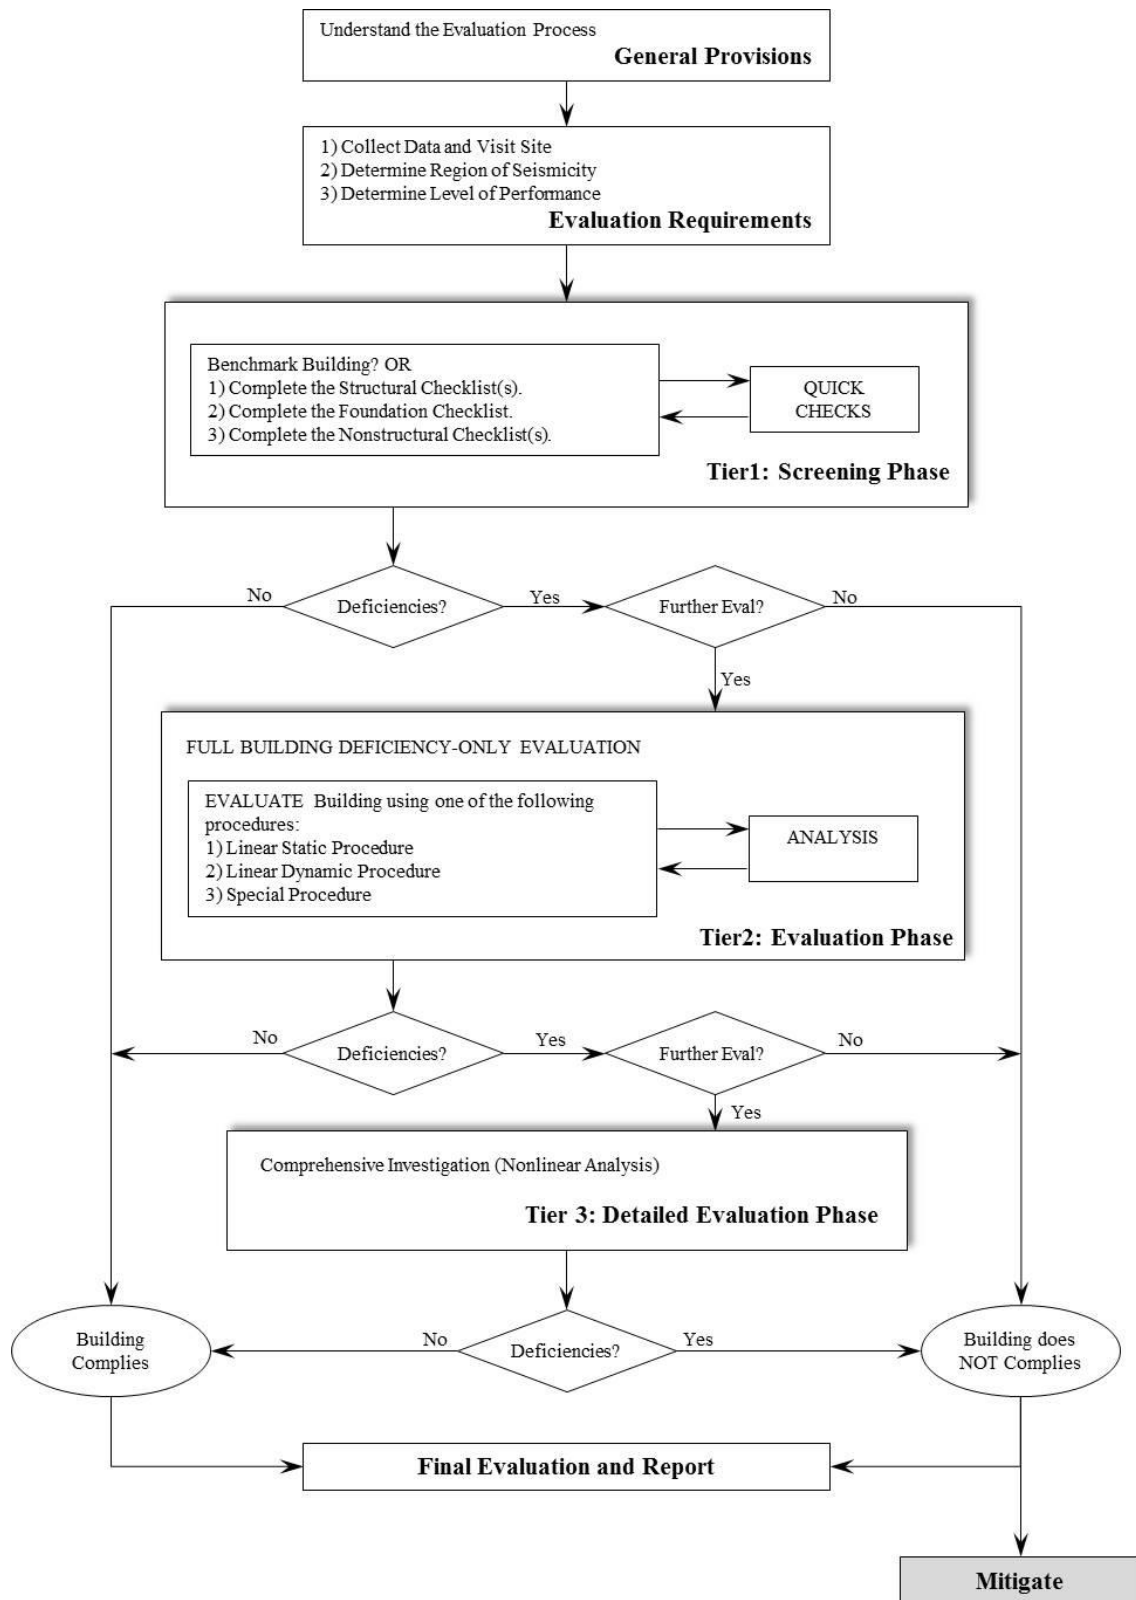 Understand the Evaluation Process
General Provisions
1) Collect Data and Visit Site
2) Determine Region of Seismicity
3) Determine Level of Performance
Evaluation Requirements
Benchmark Building? OR
1) Complete the Structural Checklist(s).
2) Complete the Foundation Checklist.
3) Complete the Nonstructural Checklist(s).
QUICK
CHECKS
Tier1: Screening Phase
No
Deficiencies?
Yes
Further Eval?
No
Yes
FULL BUILDING DEFICIENCY-ONLY EVALUATION
EVALUATE Building using one of the following
procedures:
1) Linear Static Procedure
2) Linear Dynamic Procedure
3) Special Procedure
ANALYSIS
Tier2: Evaluation Phase
No
Deficiencies?
Yes
Further Eval?
No
Yes
Comprehensive Investigation (Nonlinear Analysis)
Tier 3: Detailed Evaluation Phase
Building
Complies
No
Deficiencies?
Yes
Building does
NOT Complies
Final Evaluation and Report
Mitigate